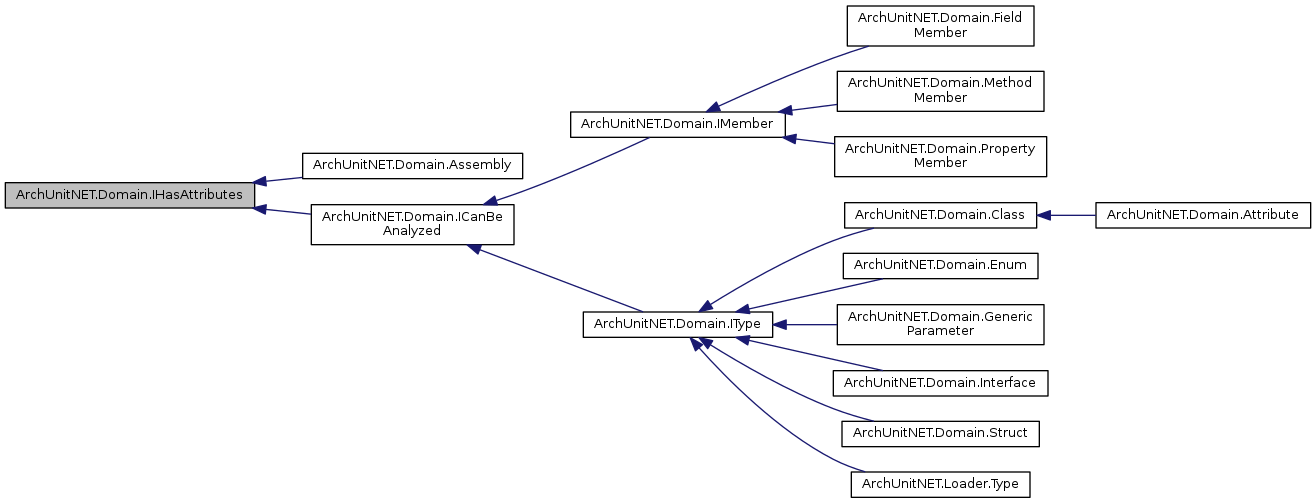 ArchUnitNET.Domain.IHasAttributes
ArchUnitNET.Domain.Assembly
ArchUnitNET.Domain.ICanBe
Analyzed
ArchUnitNET.Domain.IMember
ArchUnitNET.Domain.Field
Member
ArchUnitNET.Domain.Method
Member
ArchUnitNET.Domain.Property
Member
ArchUnitNET.Domain.IType
ArchUnitNET.Domain.Class
ArchUnitNET.Domain.Attribute
ArchUnitNET.Domain.Enum
ArchUnitNET.Domain.Generic
Parameter
ArchUnitNET.Domain.Interface
ArchUnitNET.Domain.Struct
ArchUnitNET.Loader.Type